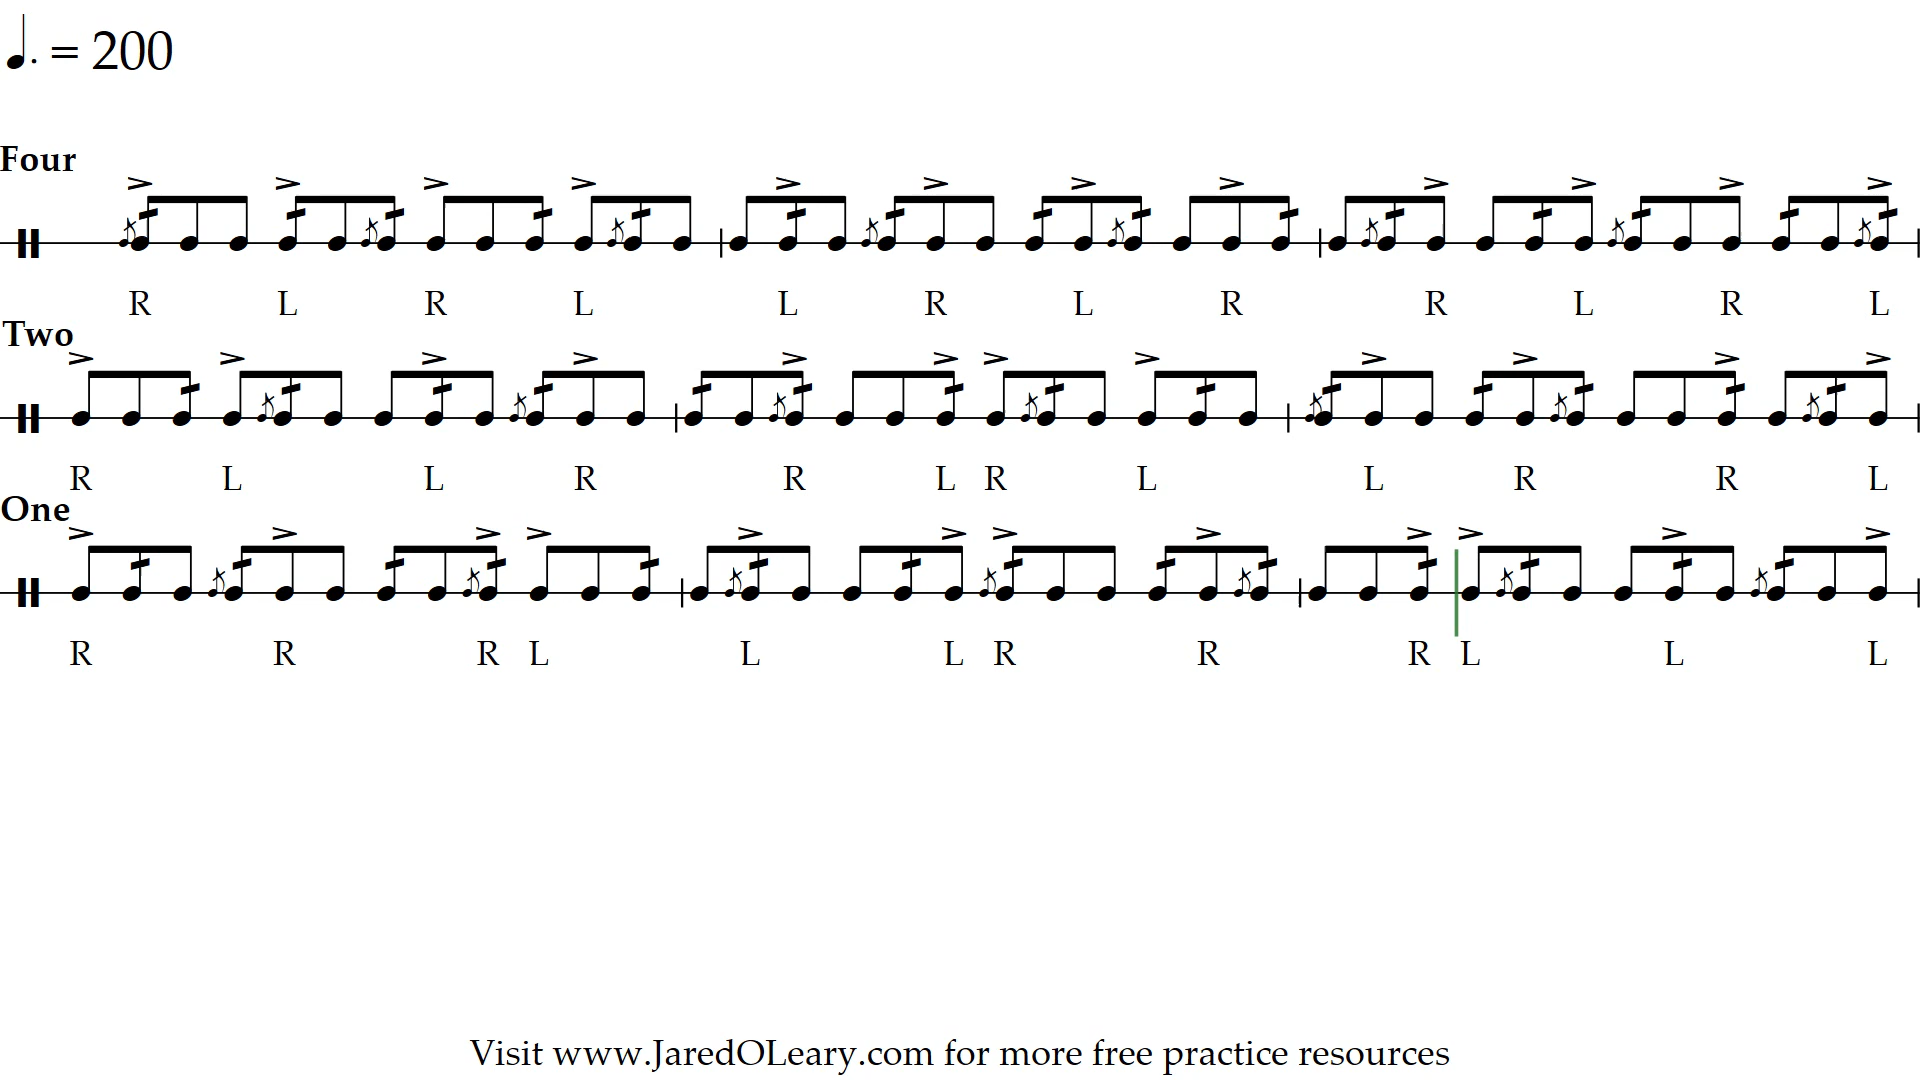 ♩. = 200
Four
R L R L L R L R R L R L
Two
R L L R R L R L L R R L
One
R R R L L L R R R L L L
Visit www.JaredOLeary.com for more free practice resources